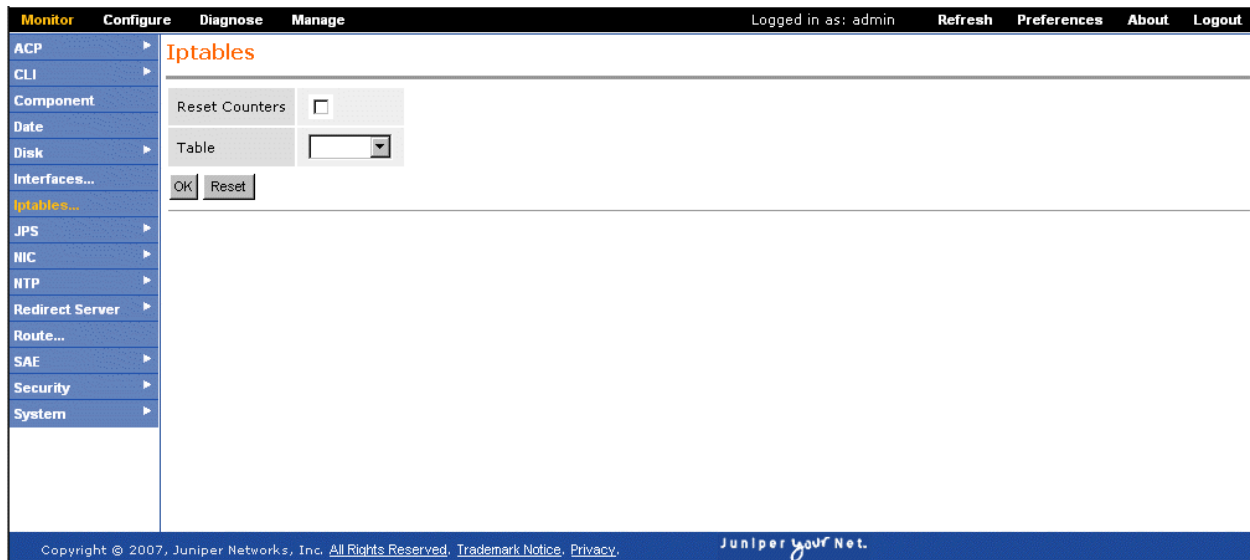 Monitor Configure Diagnose Manage Logged in as: admin Refresh Preferences About Logout
ACP
CLI
Component
Date
Disk
Interfaces...
Iptables...
JPS
NIC
NTP
Redirect Server
Route...
SAE
Security
System
Iptables
Reset Counters
Table
OK Reset
Copyright © 2007, Juniper Networks, Inc. All Rights Reserved. Trademark Notice. Privacy.
Juniper your Net.